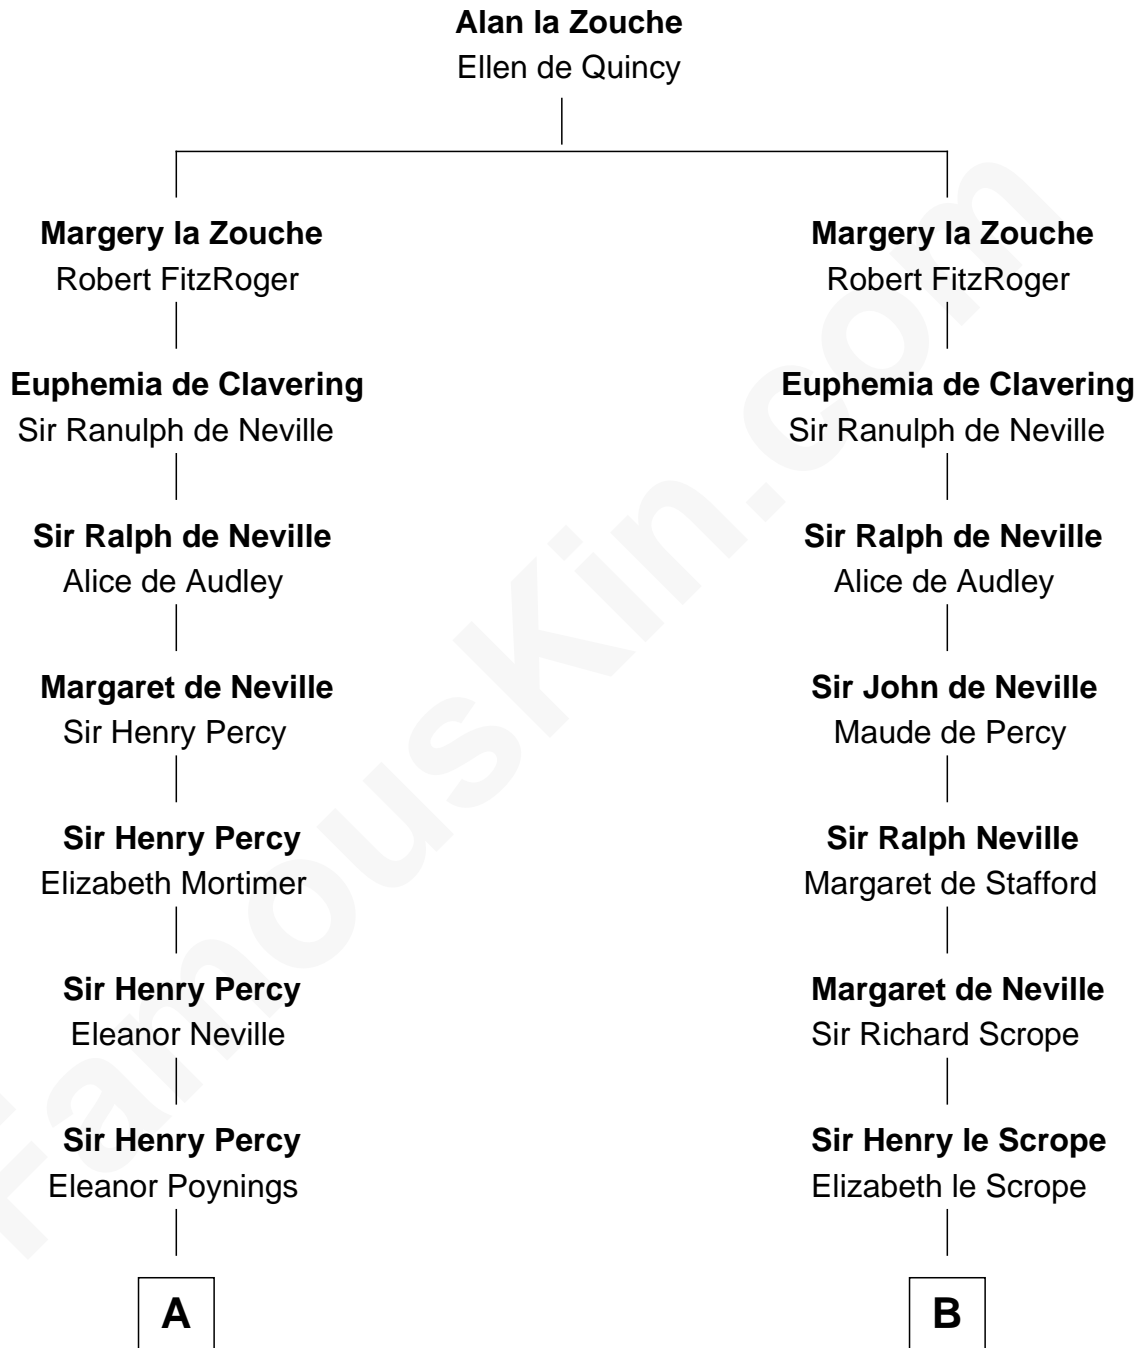 Alan la Zouche
Ellen de Quincy
Margery la Zouche
Robert FitzRoger
Euphemia de Clavering
Sir Ranulph de Neville
Sir Ralph de Neville
Alice de Audley
Margaret de Neville
Sir Henry Percy
Sir Henry Percy
Elizabeth Mortimer
Sir Henry Percy
Eleanor Neville
Sir Henry Percy
Eleanor Poynings
A
Margery la Zouche
Robert FitzRoger
Euphemia de Clavering
Sir Ranulph de Neville
Sir Ralph de Neville
Alice de Audley
Sir John de Neville
Maude de Percy
Sir Ralph Neville
Margaret de Stafford
Margaret de Neville
Sir Richard Scrope
Sir Henry le Scrope
Elizabeth le Scrope
B
FamousKin.com